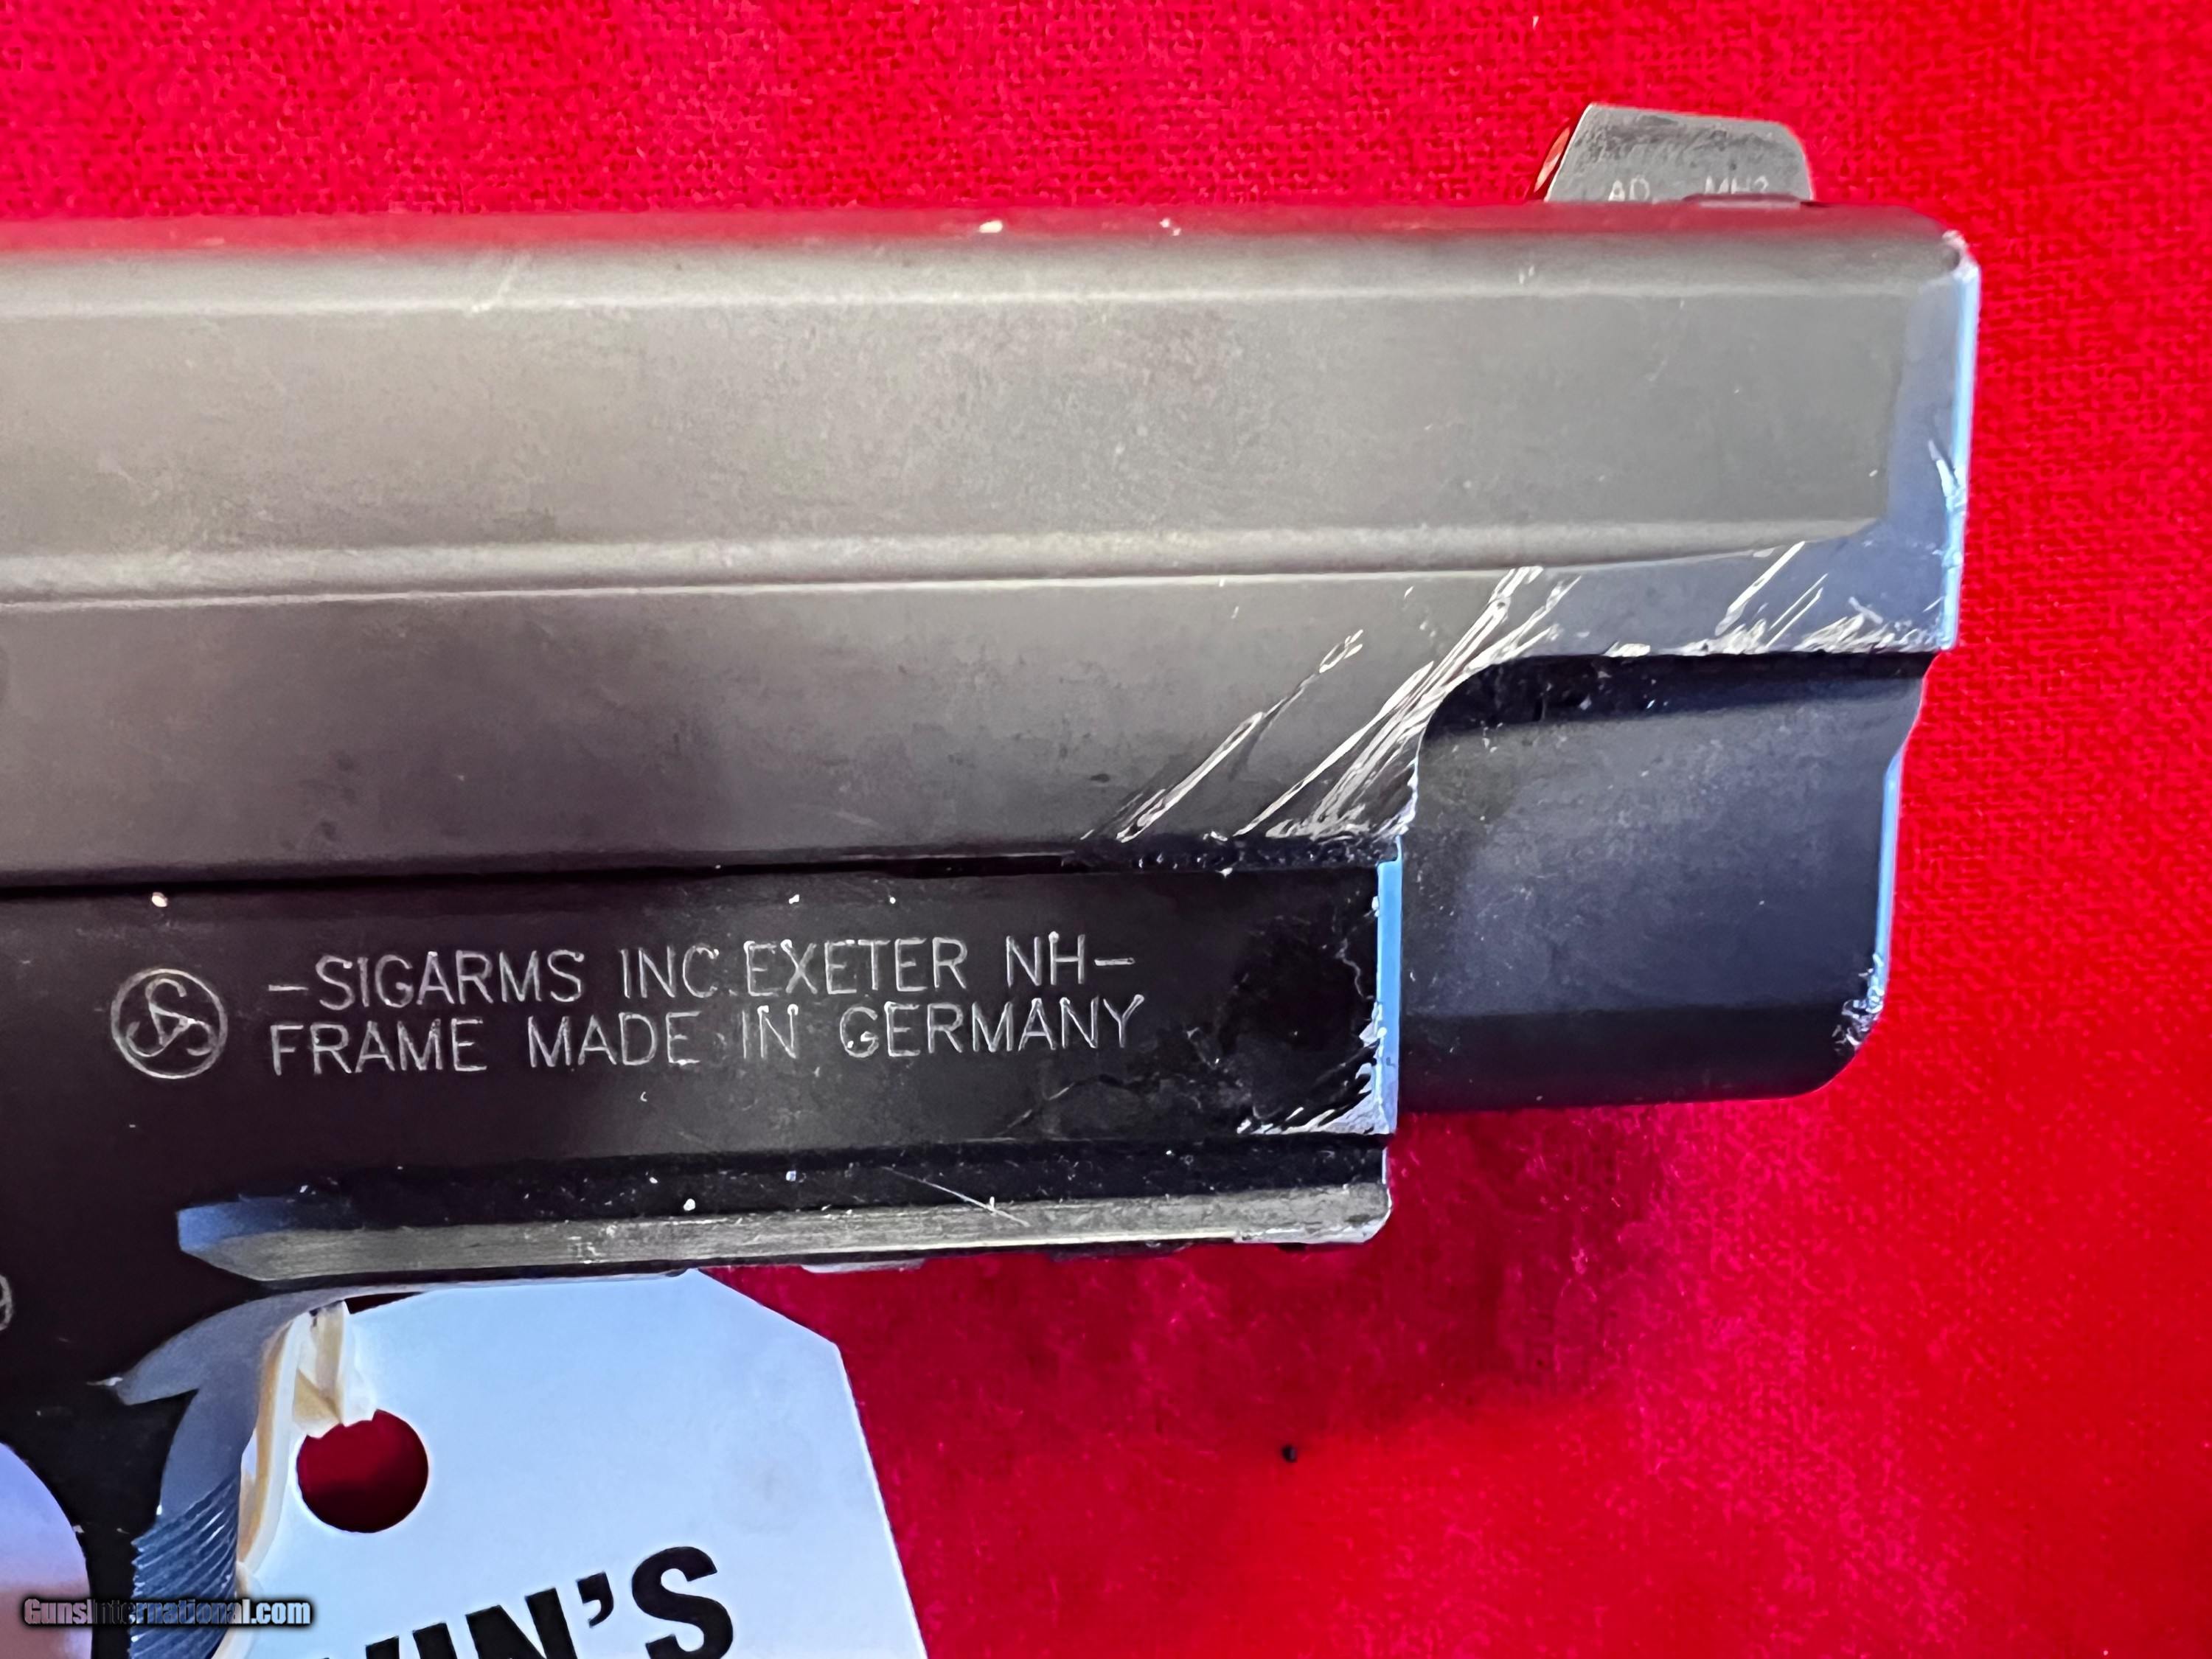 -SIGARMS INC. EXETER NH-
FRAME MADE IN GERMANY
GunsInternational.com